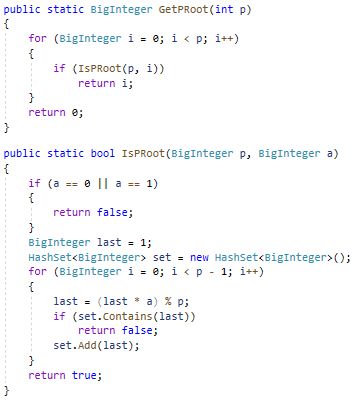 public static BigInteger GetPRoot(int p)
{
    for (BigInteger i = 0; i < p; i++)
    {
        if (IsPRoot(p, i))
            return i;
    }
    return 0;
}
public static bool IsPRoot(BigInteger p, BigInteger a)
{
    if (a == 0 || a == 1)
    {
        return false;
    }
    BigInteger last = 1;
    HashSet<BigInteger> set = new HashSet<BigInteger>();
    for (BigInteger i = 0; i < p - 1; i++)
    {
        last = (last * a) % p;
        if (set.Contains(last))
            return false;
        set.Add(last);
    }
    return true;
}